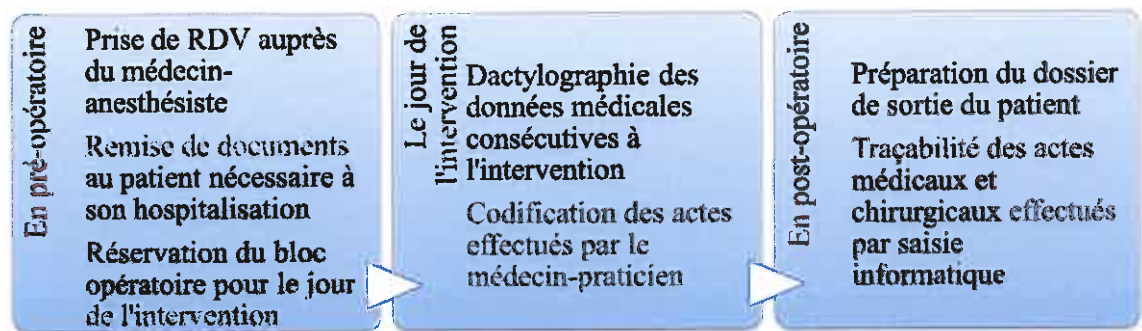 En pré-opératoire
Prise de RDV auprès
du médecin-
anesthésiste
Remise de documents
au patient nécessaire à
son hospitalisation
Réservation du bloc
opératoire pour le jour
de l'intervention
Le jour de
l'intervention
Dactylographie des
données médicales
consécutives à
l'intervention
Codification des actes
effectués par le
médecin-praticien
En post-opératoire
Préparation du dossier
de sortie du patient
Traçabilité des actes
médicaux et
chirurgicaux effectués
par saisie
informatique